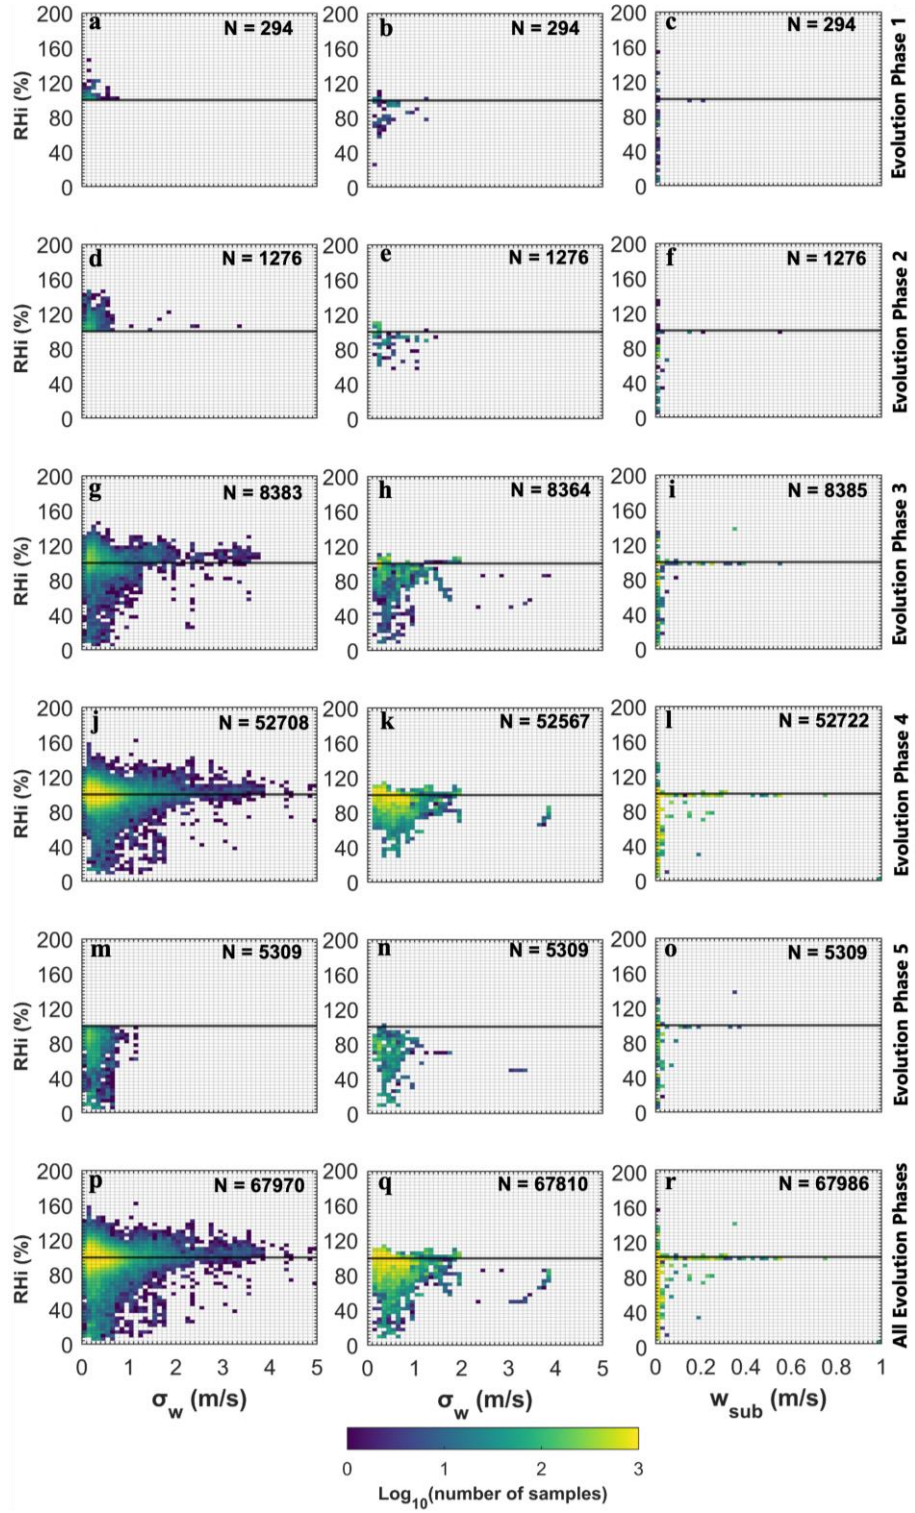 a N = 294
b N = 294
c N = 294
Evolution Phase 1
RHi (%)
200 160 120 80 40 0
200 160 120 80 40 0
200 160 120 80 40 0
d N = 1276
e N = 1276
f N = 1276
Evolution Phase 2
RHi (%)
200 160 120 80 40 0
200 160 120 80 40 0
200 160 120 80 40 0
g N = 8383
h N = 8364
i N = 8385
Evolution Phase 3
RHi (%)
200 160 120 80 40 0
200 160 120 80 40 0
200 160 120 80 40 0
j N = 52708
k N = 52567
l N = 52722
Evolution Phase 4
RHi (%)
200 160 120 80 40 0
200 160 120 80 40 0
200 160 120 80 40 0
m N = 5309
n N = 5309
o N = 5309
Evolution Phase 5
RHi (%)
200 160 120 80 40 0
200 160 120 80 40 0
200 160 120 80 40 0
p N = 67970
q N = 67810
r N = 67986
All Evolution Phases
RHi (%)
200 160 120 80 40 0
200 160 120 80 40 0
200 160 120 80 40 0
0 1 2 3 4 5
0 1 2 3 4 5
0 0.2 0.4 0.6 0.8 1
σw (m/s)
σw (m/s)
wsub (m/s)
0 1 2 3
Log10(number of samples)